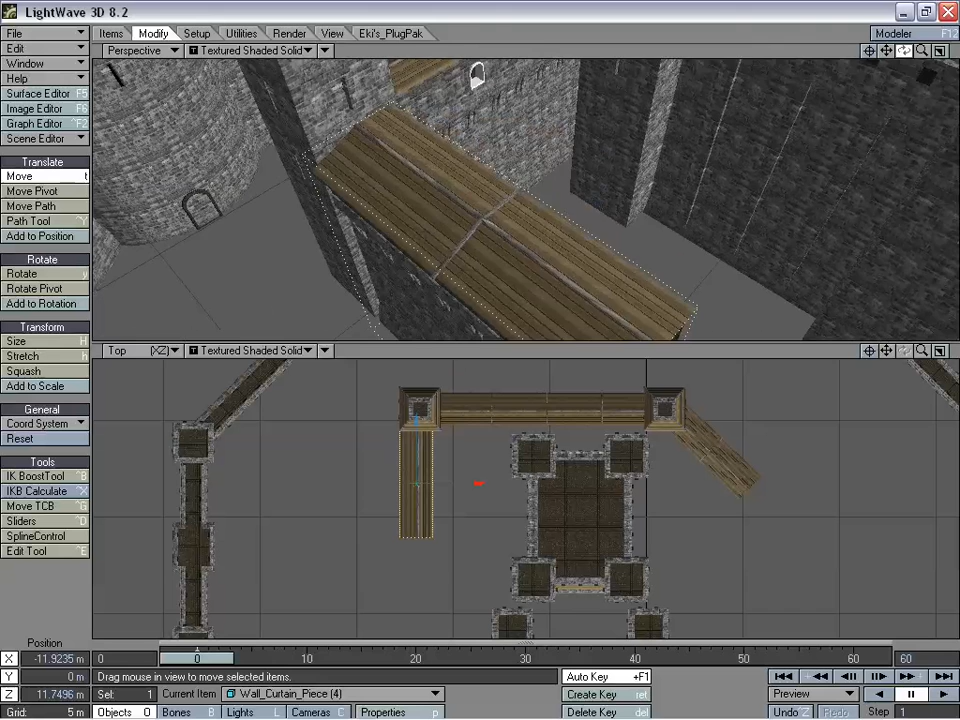 LightWave 3D 8.2
File
Edit
Window
Help
Surface Editor F5
Image Editor F6
Graph Editor ^F2
Scene Editor
Translate
Move t
Move Pivot
Move Path
Path Tool ^Y
Add to Position
Rotate
Rotate y
Rotate Pivot
Add to Rotation
Transform
Size H
Stretch h
Squash
Add to Scale
General
Coord System
Reset
Tools
IK BoostTool ^B
IKB Calculate ^X
Move TCB ^G
Sliders ^D
SplineControl
Edit Tool ^E
Items Modify Setup Utilities Render View Eki's_PlugPak Modeler F12
Perspective Textured Shaded Solid
Top (XZ) Textured Shaded Solid
Position
X -11.9235 m
Y 0 m
Z 11.7496 m
Grid: 5 m
0 0 10 20 30 40 50 60 60
Drag mouse in view to move selected items.
Auto Key +F1
Sel: 1 Current Item Wall_Curtain_Piece (4) Create Key ret Preview
Objects O Bones B Lights L Cameras C Properties p Delete Key del Undo ^Z Redo Step 1